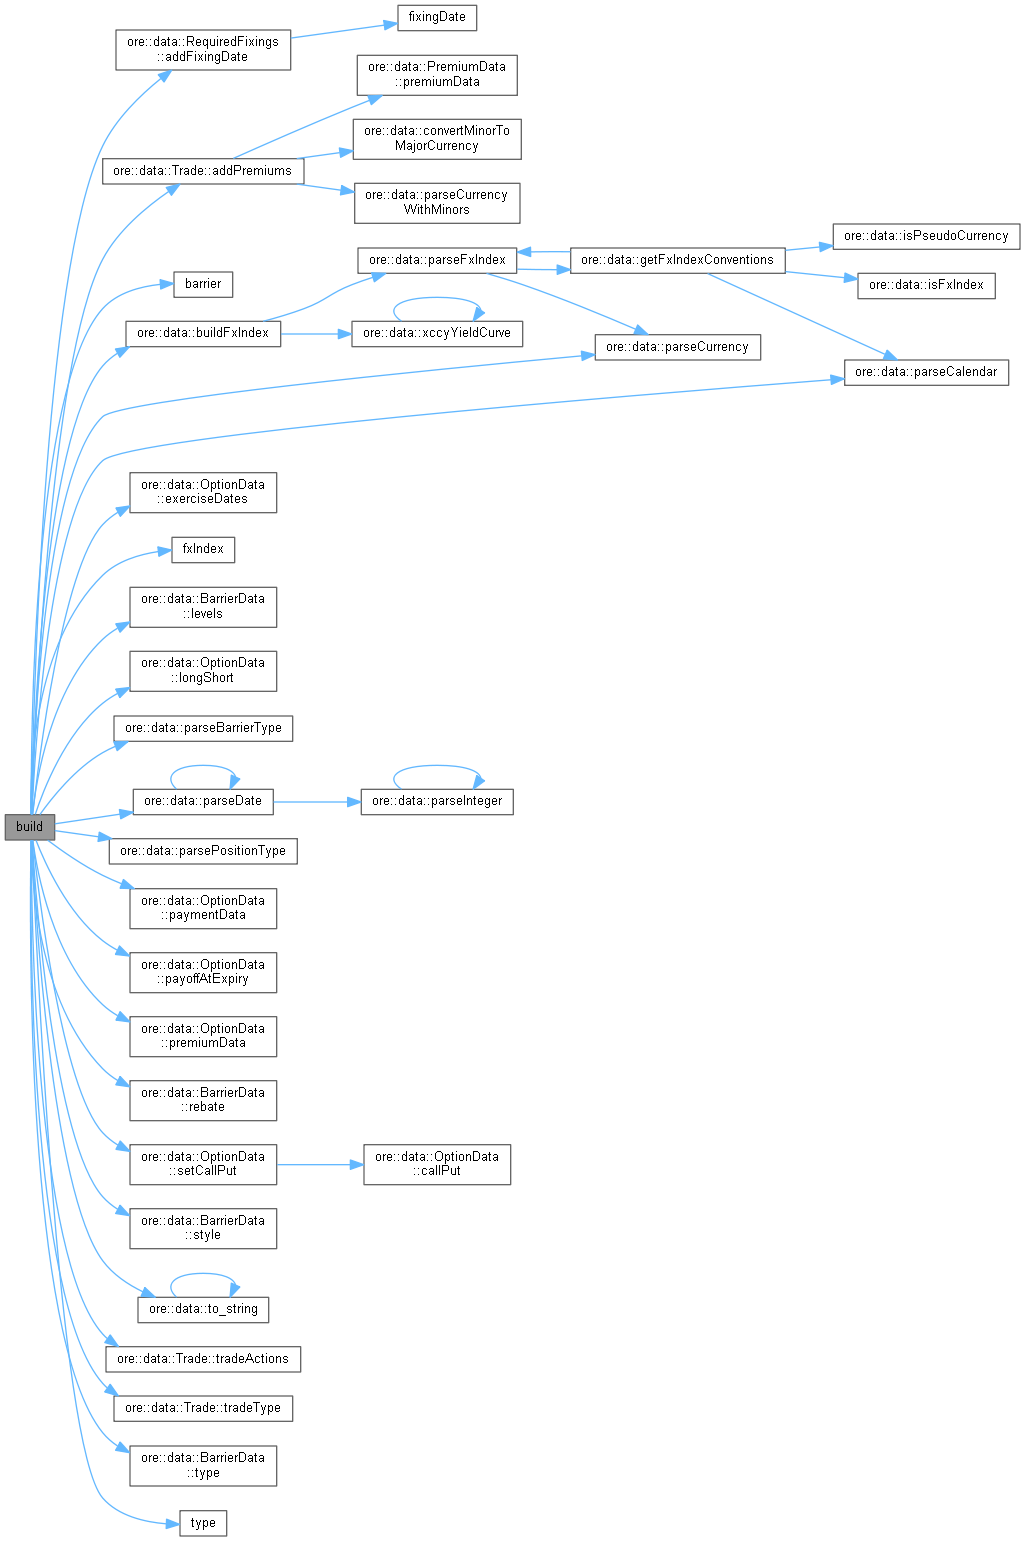 fixingDate
ore::data::RequiredFixings
::addFixingDate
ore::data::PremiumData
::premiumData
ore::data::convertMinorTo
MajorCurrency
ore::data::Trade::addPremiums
ore::data::parseCurrency
WithMinors
ore::data::isPseudoCurrency
ore::data::parseFxIndex
ore::data::getFxIndexConventions
barrier
ore::data::isFxIndex
ore::data::buildFxIndex
ore::data::xccyYieldCurve
ore::data::parseCurrency
ore::data::parseCalendar
ore::data::OptionData
::exerciseDates
fxIndex
ore::data::BarrierData
::levels
ore::data::OptionData
::longShort
ore::data::parseBarrierType
ore::data::parseDate
ore::data::parseInteger
build
ore::data::parsePositionType
ore::data::OptionData
::paymentData
ore::data::OptionData
::payoffAtExpiry
ore::data::OptionData
::premiumData
ore::data::BarrierData
::rebate
ore::data::OptionData
::setCallPut
ore::data::OptionData
::callPut
ore::data::BarrierData
::style
ore::data::to_string
ore::data::Trade::tradeActions
ore::data::Trade::tradeType
ore::data::BarrierData
::type
type